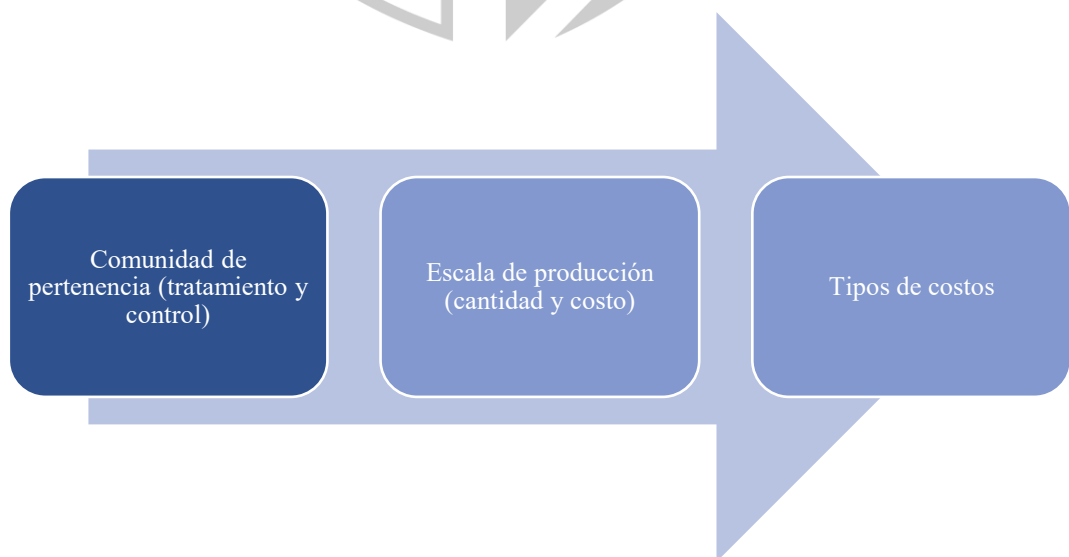 Comunidad de
pertenencia (tratamiento y
control)
Escala de producción
(cantidad y costo)
Tipos de costos